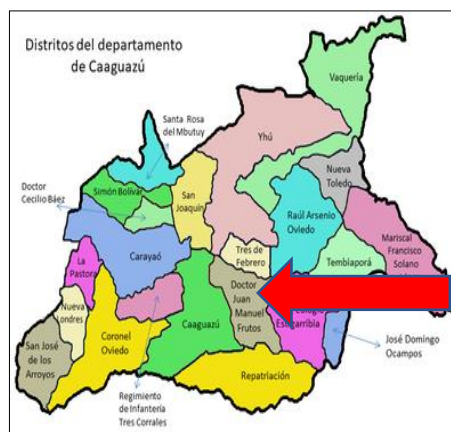 Distritos del departamento
de Caaguazú
Vaquería
Santa Rosa
del Mbutuy
Yhú
Doctor
Cecilio Báez
Simón Bolívar
San
Joaquín
Nueva
Toledo
Raúl Arsenio
Oviedo
Mariscal
Francisco
Solano
Carayaó
Tres de
Febrero
Temblaporá
La
Pastora
Doctor
Juan
Manuel
Frutos
Nueva
Londres
Caaguazú
San José
de los
Arroyos
Coronel
Oviedo
José Domingo
Ocampos
Repatriación
Regimiento
de Infantería
Tres Corrales